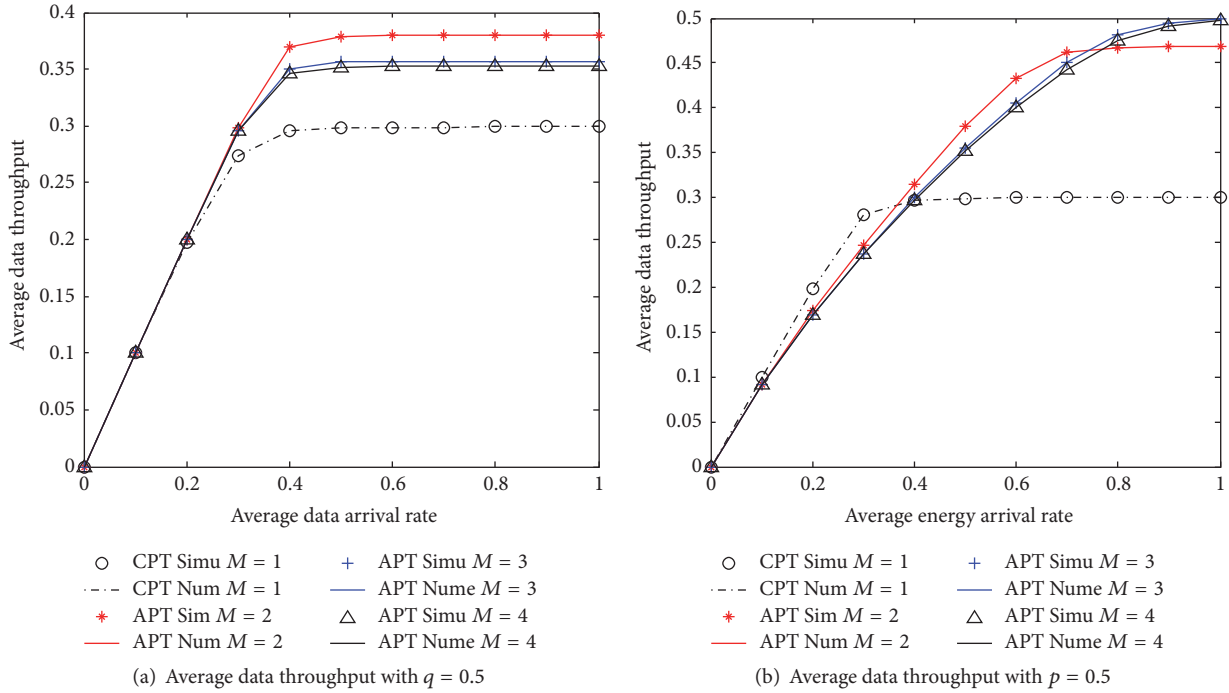 Average data throughput
0.4
0.35
0.3
0.25
0.2
0.15
0.1
0.05
0
0 0.2 0.4 0.6 0.8 1
Average data arrival rate
CPT Simu M = 1
CPT Num M = 1
APT Sim M = 2
APT Num M = 2
APT Simu M = 3
APT Nume M = 3
APT Simu M = 4
APT Nume M = 4
(a) Average data throughput with q = 0.5
Average data throughput
0.5
0.45
0.4
0.35
0.3
0.25
0.2
0.15
0.1
0.05
0
0 0.2 0.4 0.6 0.8 1
Average energy arrival rate
CPT Simu M = 1
CPT Num M = 1
APT Sim M = 2
APT Num M = 2
APT Simu M = 3
APT Nume M = 3
APT Simu M = 4
APT Nume M = 4
(b) Average data throughput with p = 0.5